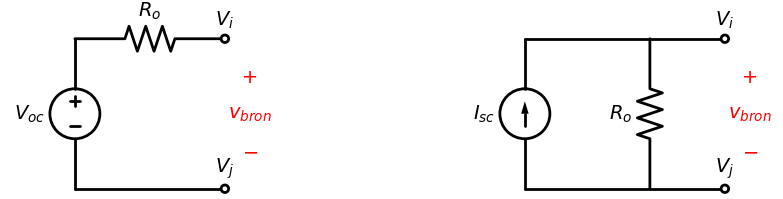 R_o
V_i
+
V_oc
+
−
v_bron
−
V_j
V_i
+
I_sc
R_o
v_bron
−
V_j